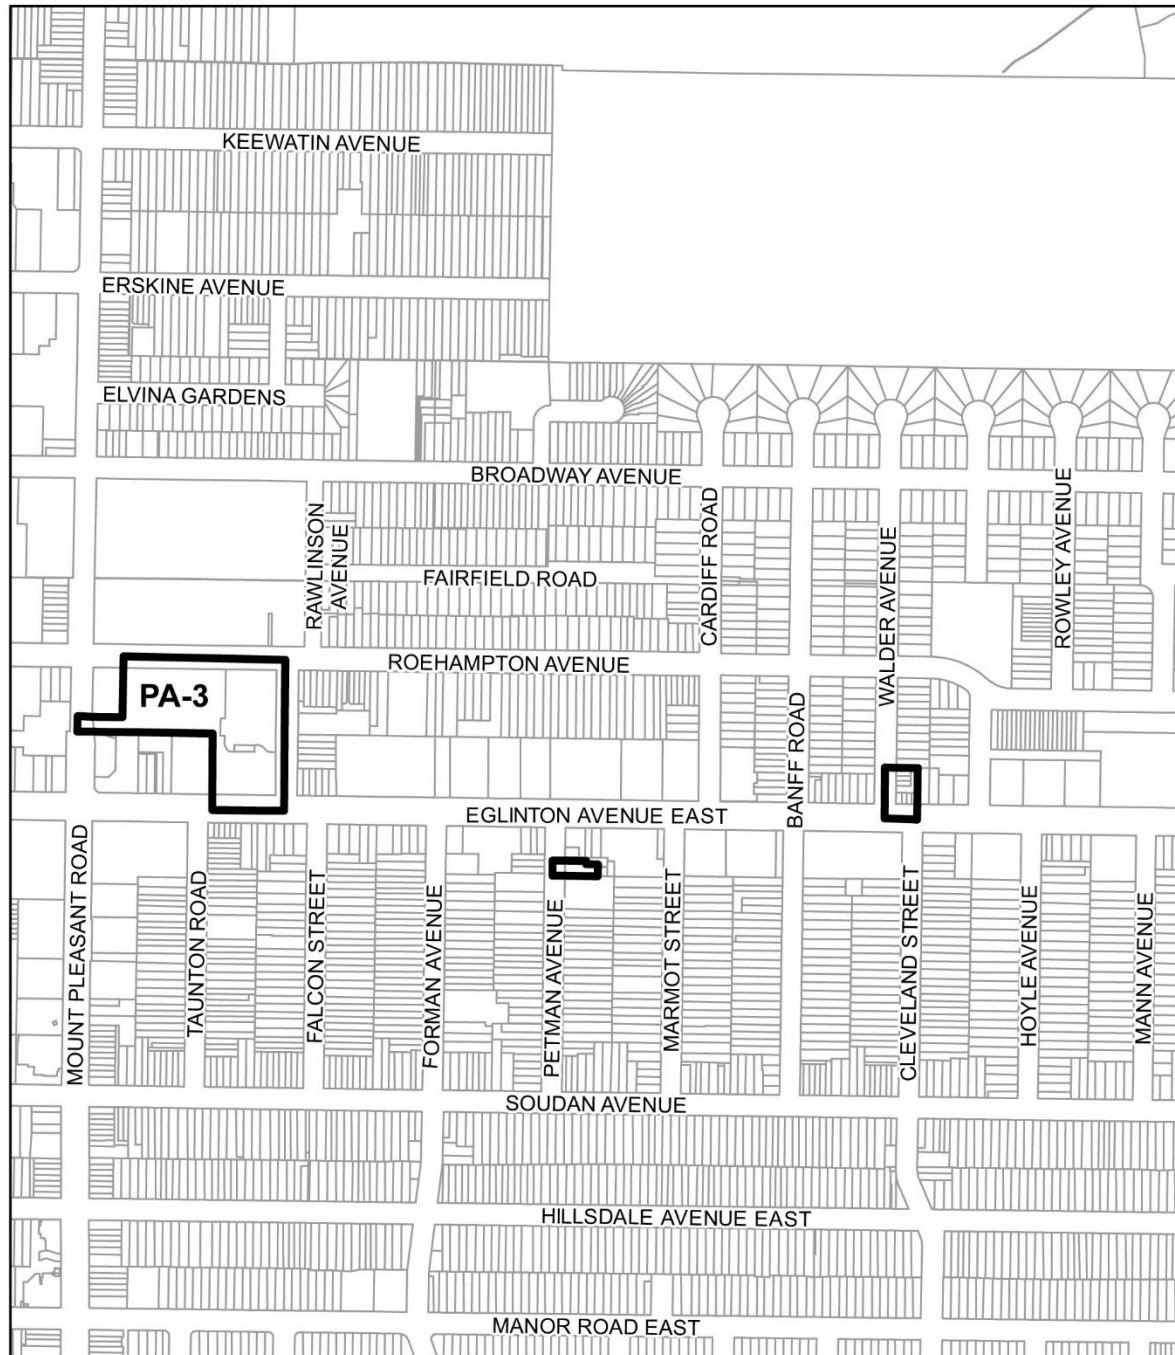 KEEWATIN AVENUE
ERSKINE AVENUE
ELVINA GARDENS
BROADWAY AVENUE
RAWLINSON
AVENUE
FAIRFIELD ROAD
CARDIFF ROAD
WALDER AVENUE
ROWLEY AVENUE
ROEHAMPTON AVENUE
PA-3
BANFF ROAD
EGLINTON AVENUE EAST
MOUNT PLEASANT ROAD
TAUNTON ROAD
FALCON STREET
FORMAN AVENUE
PETMAN AVENUE
MARMOT STREET
CLEVELAND STREET
HOYLE AVENUE
MANN AVENUE
SOUDAN AVENUE
HILLSDALE AVENUE EAST
MANOR ROAD EAST